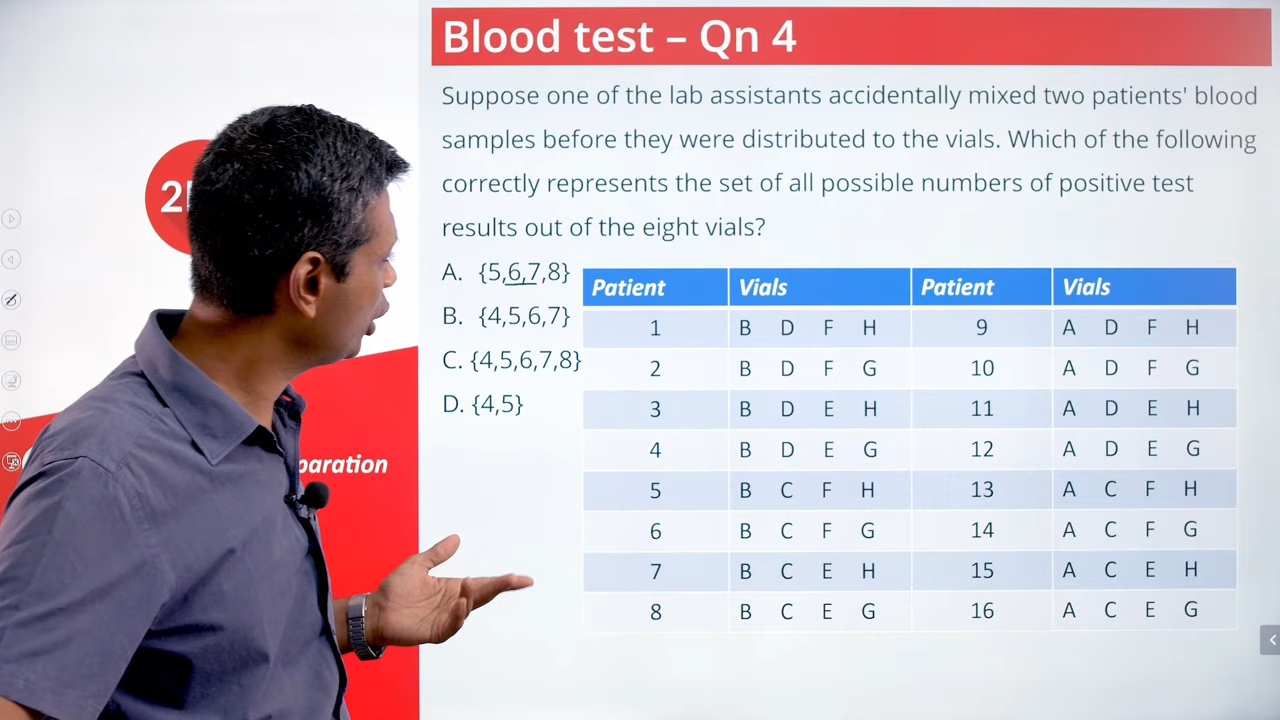 Blood test – Qn 4
Suppose one of the lab assistants accidentally mixed two patients' blood
samples before they were distributed to the vials. Which of the following
correctly represents the set of all possible numbers of positive test
results out of the eight vials?
A. {5,6,7,8}
B. {4,5,6,7}
C. {4,5,6,7,8}
D. {4,5}
Patient Vials Patient Vials
1 B D F H 9 A D F H
2 B D F G 10 A D F G
3 B D E H 11 A D E H
4 B D E G 12 A D E G
5 B C F H 13 A C F H
6 B C F G 14 A C F G
7 B C E H 15 A C E H
8 B C E G 16 A C E G